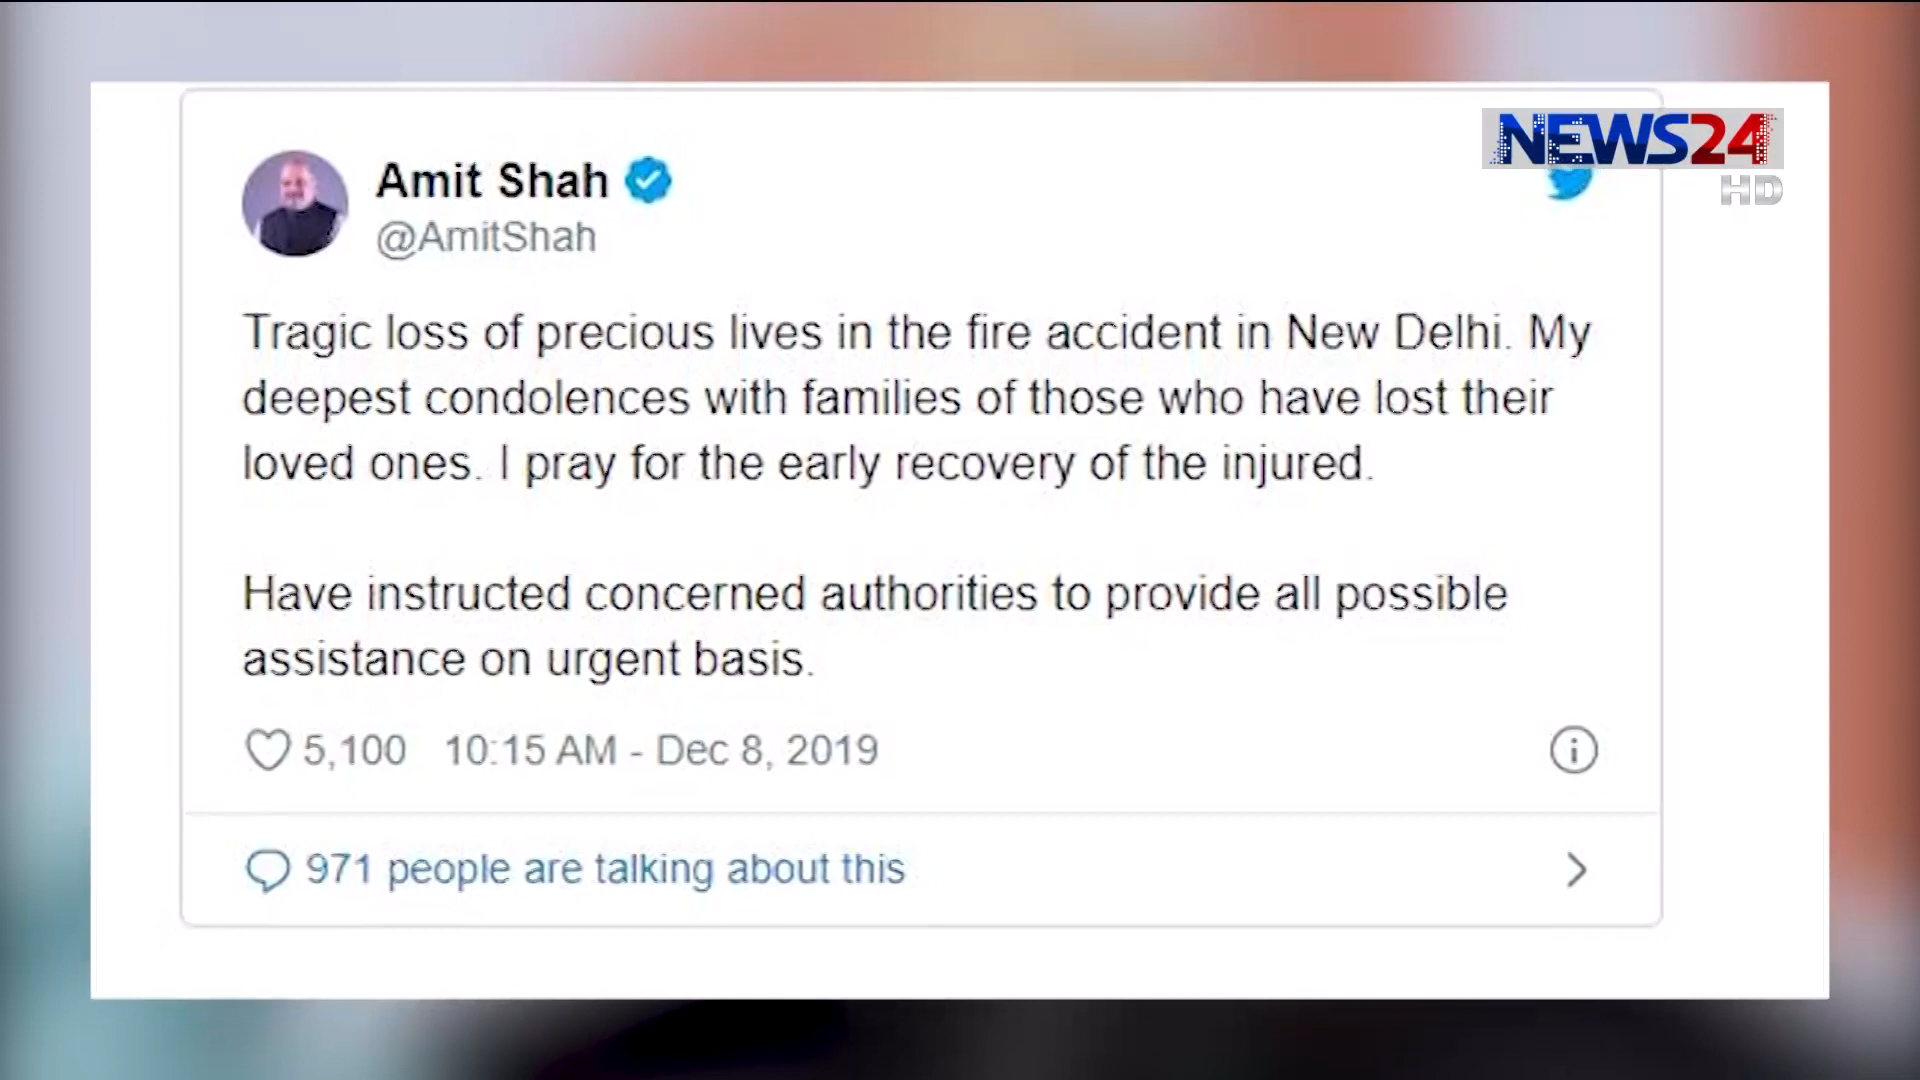 NEWS24
HD
Amit Shah
@AmitShah
Tragic loss of precious lives in the fire accident in New Delhi. My
deepest condolences with families of those who have lost their
loved ones. I pray for the early recovery of the injured.
Have instructed concerned authorities to provide all possible
assistance on urgent basis.
5,100 10:15 AM - Dec 8, 2019
971 people are talking about this